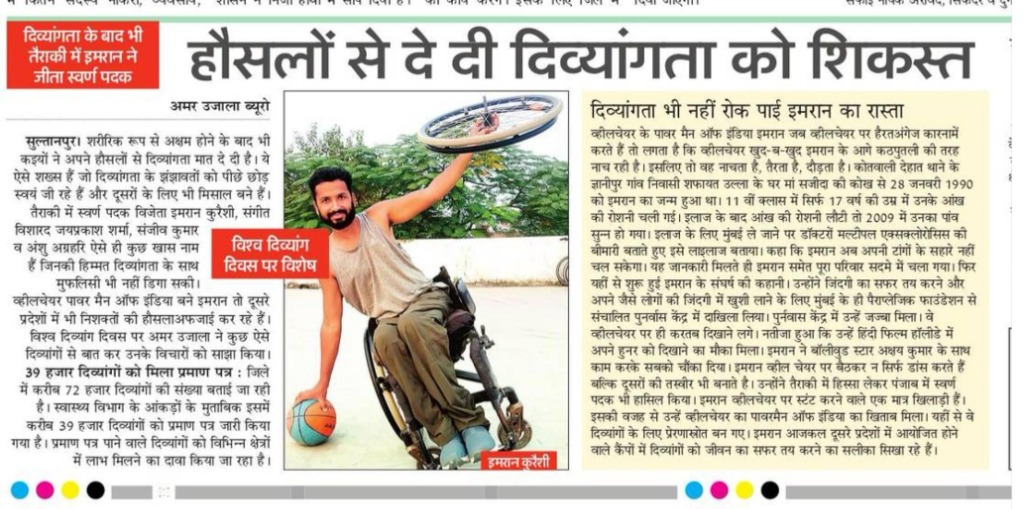 दिव्यांगता के बाद भी
तैराकी में इमरान ने
जीता स्वर्ण पदक
हौसलों से दे दी दिव्यांगता को शिकस्त
अमर उजाला ब्यूरो
सुल्तानपुर। शरीरिक रूप से अक्षम होने के बाद भी
कइयों ने अपने हौसलों से दिव्यांगता मात दे दी है। ये
ऐसे शख्स हैं जो दिव्यांगता के झंझावतों को पीछे छोड़
स्वयं जी रहे हैं और दूसरों के लिए भी मिसाल बने हैं।
तैराकी में स्वर्ण पदक विजेता इमरान कुरैशी, संगीत
विशारद जयप्रकाश शर्मा, संजीव कुमार
व अंशु अग्रहरि ऐसे ही कुछ खास नाम
हैं जिनकी हिम्मत दिव्यांगता के साथ
मुफलिसी भी नहीं डिगा सकी।
व्हीलचेयर पावर मैन ऑफ इंडिया बने इमरान तो दूसरे
प्रदेशों में भी निशक्तों की हौसलाअफजाई कर रहे हैं।
विश्व दिव्यांग दिवस पर अमर उजाला ने कुछ ऐसे
दिव्यांगों से बात कर उनके विचारों को साझा किया।
39 हजार दिव्यांगों को मिला प्रमाण पत्र : जिले
में करीब 72 हजार दिव्यांगों की संख्या बताई जा रही
है। स्वास्थ्य विभाग के आंकड़ों के मुताबिक इसमें
करीब 39 हजार दिव्यांगों को प्रमाण पत्र जारी किया
गया है। प्रमाण पत्र पाने वाले दिव्यांगों को विभिन्न क्षेत्रों
में लाभ मिलने का दावा किया जा रहा है।
विश्व दिव्यांग
दिवस पर विशेष
इमरान कुरैशी
दिव्यांगता भी नहीं रोक पाई इमरान का रास्ता
व्हीलचेयर के पावर मैन ऑफ इंडिया इमरान जब व्हीलचेयर पर हैरतअंगेज कारनामें
करते हैं तो लगता है कि व्हीलचेयर खुद-ब-खुद इमरान के आगे कठपुतली की तरह
नाच रही है। इसलिए तो वह नाचता है, तैरता है, दौड़ता है। कोतवाली देहात थाने के
ज्ञानीपुर गांव निवासी शफायत उल्ला के घर मां सजीदा की कोख से 28 जनवरी 1990
को इमरान का जन्म हुआ था। 11 वीं क्लास में सिर्फ 17 वर्ष की उम्र में उनके आंख
की रोशनी चली गई। इलाज के बाद आंख की रोशनी लौटी तो 2009 में उनका पांव
सुन्न हो गया। इलाज के लिए मुंबई ले जाने पर डॉक्टरों मल्टीपल एक्सक्लोरोसिस की
बीमारी बताते हुए इसे लाइलाज बताया। कहा कि इमरान अब अपनी टांगों के सहारे नहीं
चल सकेगा। यह जानकारी मिलते ही इमरान समेत पूरा परिवार सदमे में चला गया। फिर
यहीं से शुरू हुई इमरान के संघर्ष की कहानी। उन्होंने जिंदगी का सफर तय करने और
अपने जैसे लोगों की जिंदगी में खुशी लाने के लिए मुंबई के ही पैराप्लेजिक फाउंडेशन से
संचालित पुनर्वास केंद्र में दाखिला लिया। पुर्नवास केंद्र में उन्हें जज्बा मिला। वे
व्हीलचेयर पर ही करतब दिखाने लगे। नतीजा हुआ कि उन्हें हिंदी फिल्म हॉलीडे में
अपने हुनर को दिखाने का मौका मिला। इमरान ने बॉलीवुड स्टार अक्षय कुमार के साथ
काम करके सबको चौंका दिया। इमरान व्हील चेयर पर बैठकर न सिर्फ डांस करते हैं
बल्कि दूसरों की तस्वीर भी बनाते है। उन्होंने तैराकी में हिस्सा लेकर पंजाब में स्वर्ण
पदक भी हासिल किया। इमरान व्हीलचेयर पर स्टंट करने वाले एक मात्र खिलाड़ी हैं।
इसकी वजह से उन्हें व्हीलचेयर का पावरमैन ऑफ इंडिया का खिताब मिला। यहीं से वे
दिव्यांगों के लिए प्रेरणास्त्रोत बन गए। इमरान आजकल दूसरे प्रदेशों में आयोजित होने
वाले कैंपों में दिव्यांगों को जीवन का सफर तय करने का सलीका सिखा रहे हैं।